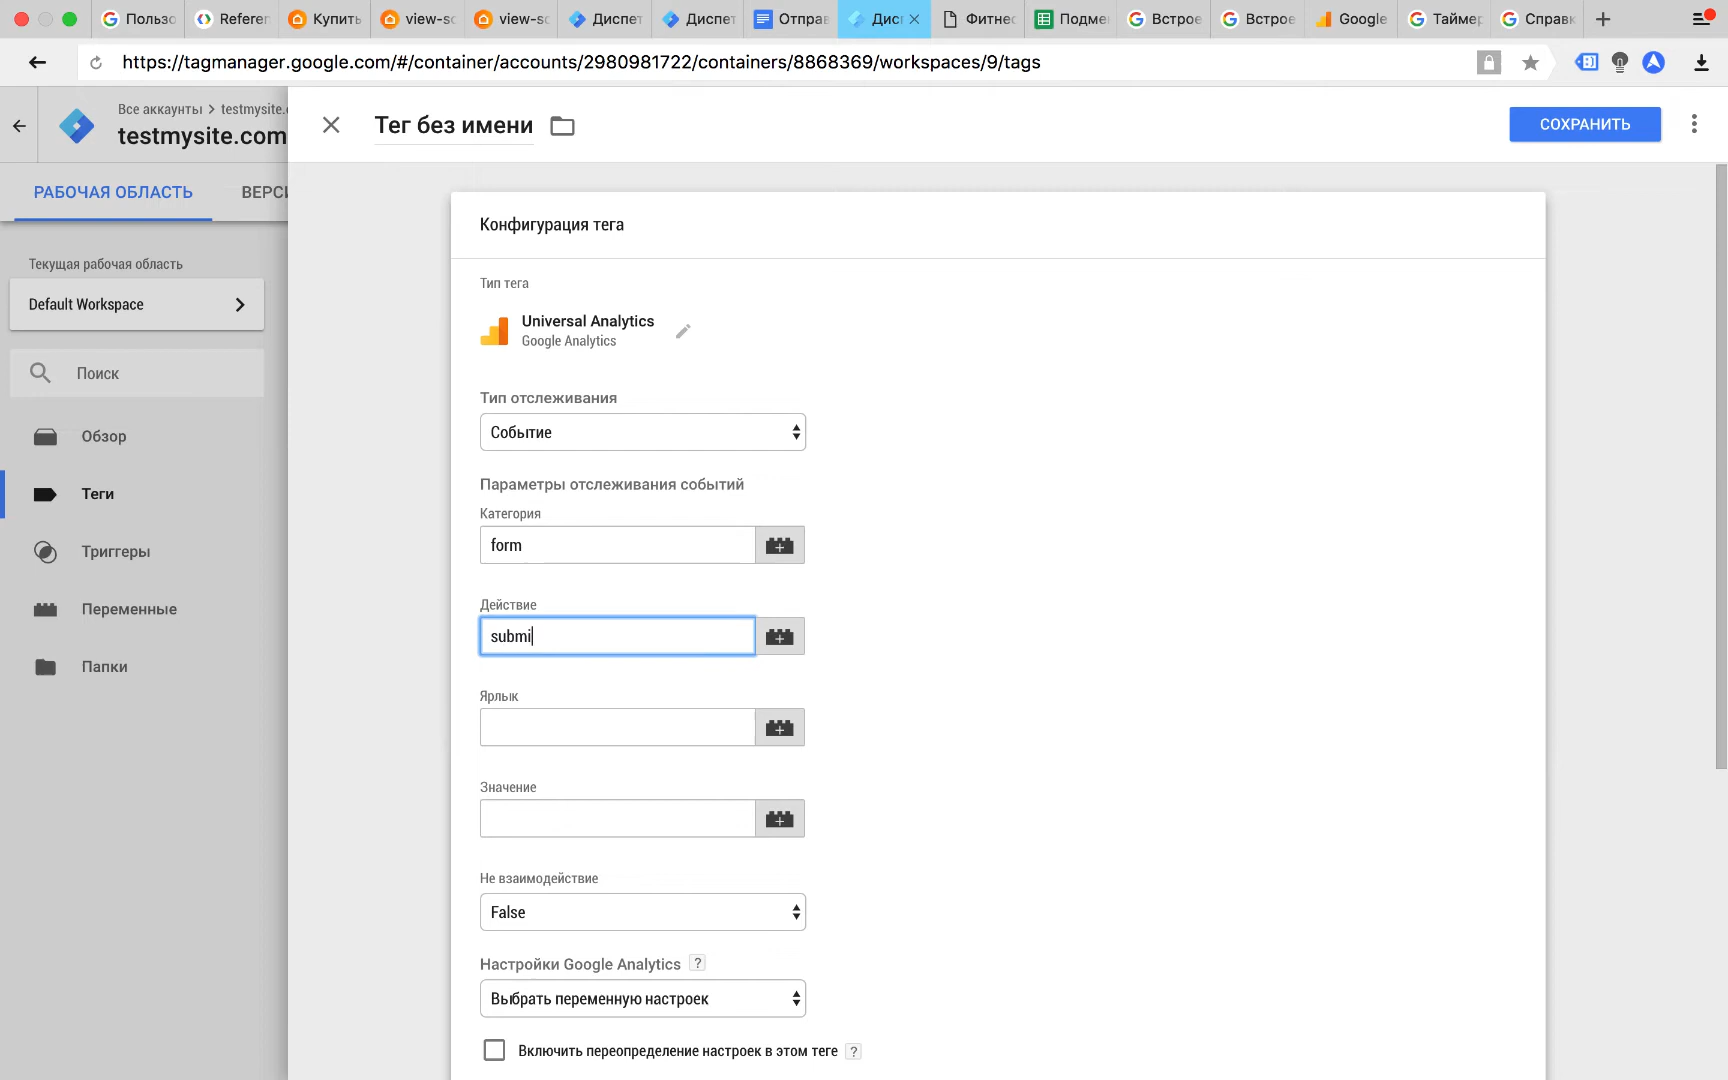 Пользо
Referen
Купить
view-so
view-so
Диспет
Диспет
Отправ
Дисп
Фитнес
Подме
Встрое
Встрое
Google
Таймер
Справк
https://tagmanager.google.com/#/container/accounts/2980981722/containers/8868369/workspaces/9/tags
Все аккаунты > testmysite.c
testmysite.com
Тег без имени
СОХРАНИТЬ
РАБОЧАЯ ОБЛАСТЬ
ВЕРСИ
Текущая рабочая область
Default Workspace
Поиск
Обзор
Теги
Триггеры
Переменные
Папки
Конфигурация тега
Тип тега
Universal Analytics
Google Analytics
Тип отслеживания
Событие
Параметры отслеживания событий
Категория
form
Действие
submi
Ярлык
Значение
Не взаимодействие
False
Настройки Google Analytics ?
Выбрать переменную настроек
Включить переопределение настроек в этом теге ?